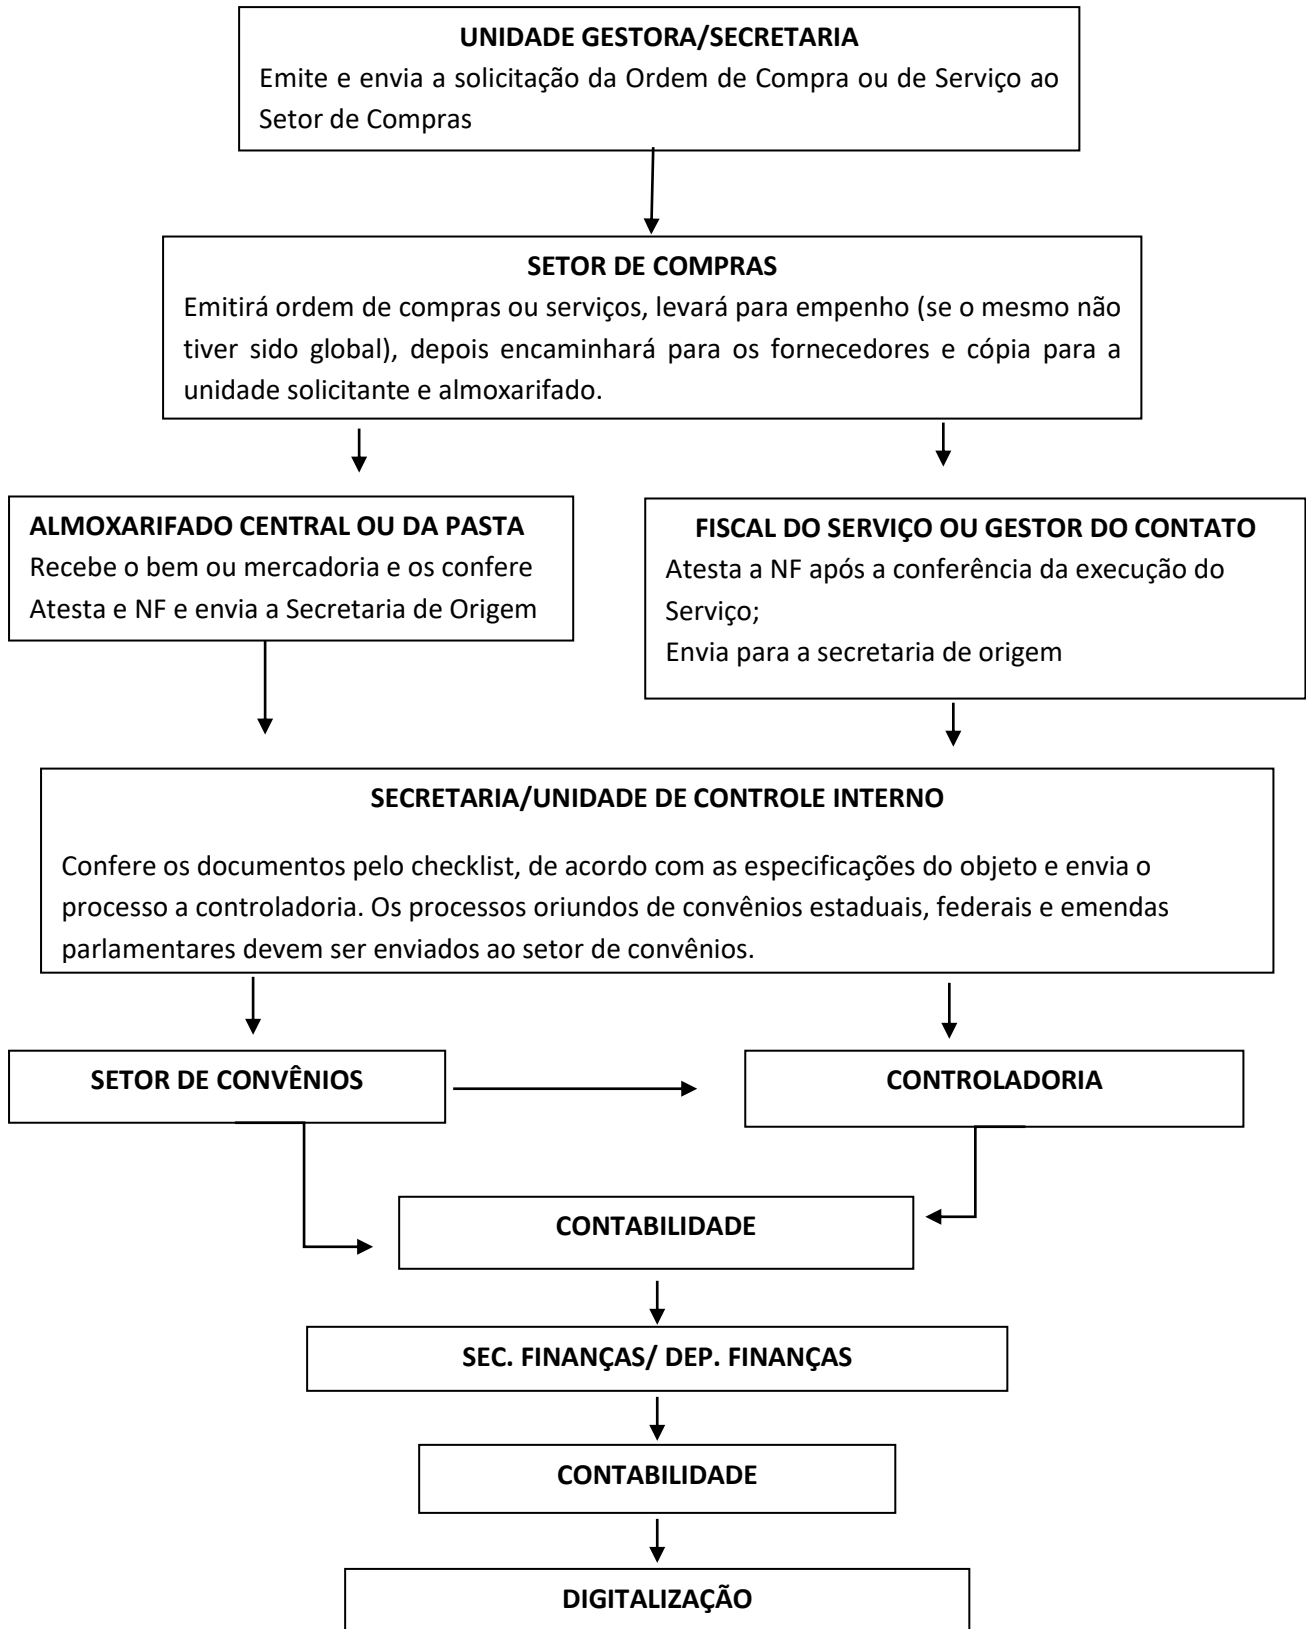 UNIDADE GESTORA/SECRETARIA
Emite e envia a solicitação da Ordem de Compra ou de Serviço ao
Setor de Compras
SETOR DE COMPRAS
Emitirá ordem de compras ou serviços, levará para empenho (se o mesmo não
tiver sido global), depois encaminhará para os fornecedores e cópia para a
unidade solicitante e almoxarifado.
ALMOXARIFADO CENTRAL OU DA PASTA
Recebe o bem ou mercadoria e os confere
Atesta e NF e envia a Secretaria de Origem
FISCAL DO SERVIÇO OU GESTOR DO CONTATO
Atesta a NF após a conferência da execução do
Serviço;
Envia para a secretaria de origem
SECRETARIA/UNIDADE DE CONTROLE INTERNO
Confere os documentos pelo checklist, de acordo com as especificações do objeto e envia o
processo a controladoria. Os processos oriundos de convênios estaduais, federais e emendas
parlamentares devem ser enviados ao setor de convênios.
SETOR DE CONVÊNIOS
CONTROLADORIA
CONTABILIDADE
SEC. FINANÇAS/ DEP. FINANÇAS
CONTABILIDADE
DIGITALIZAÇÃO